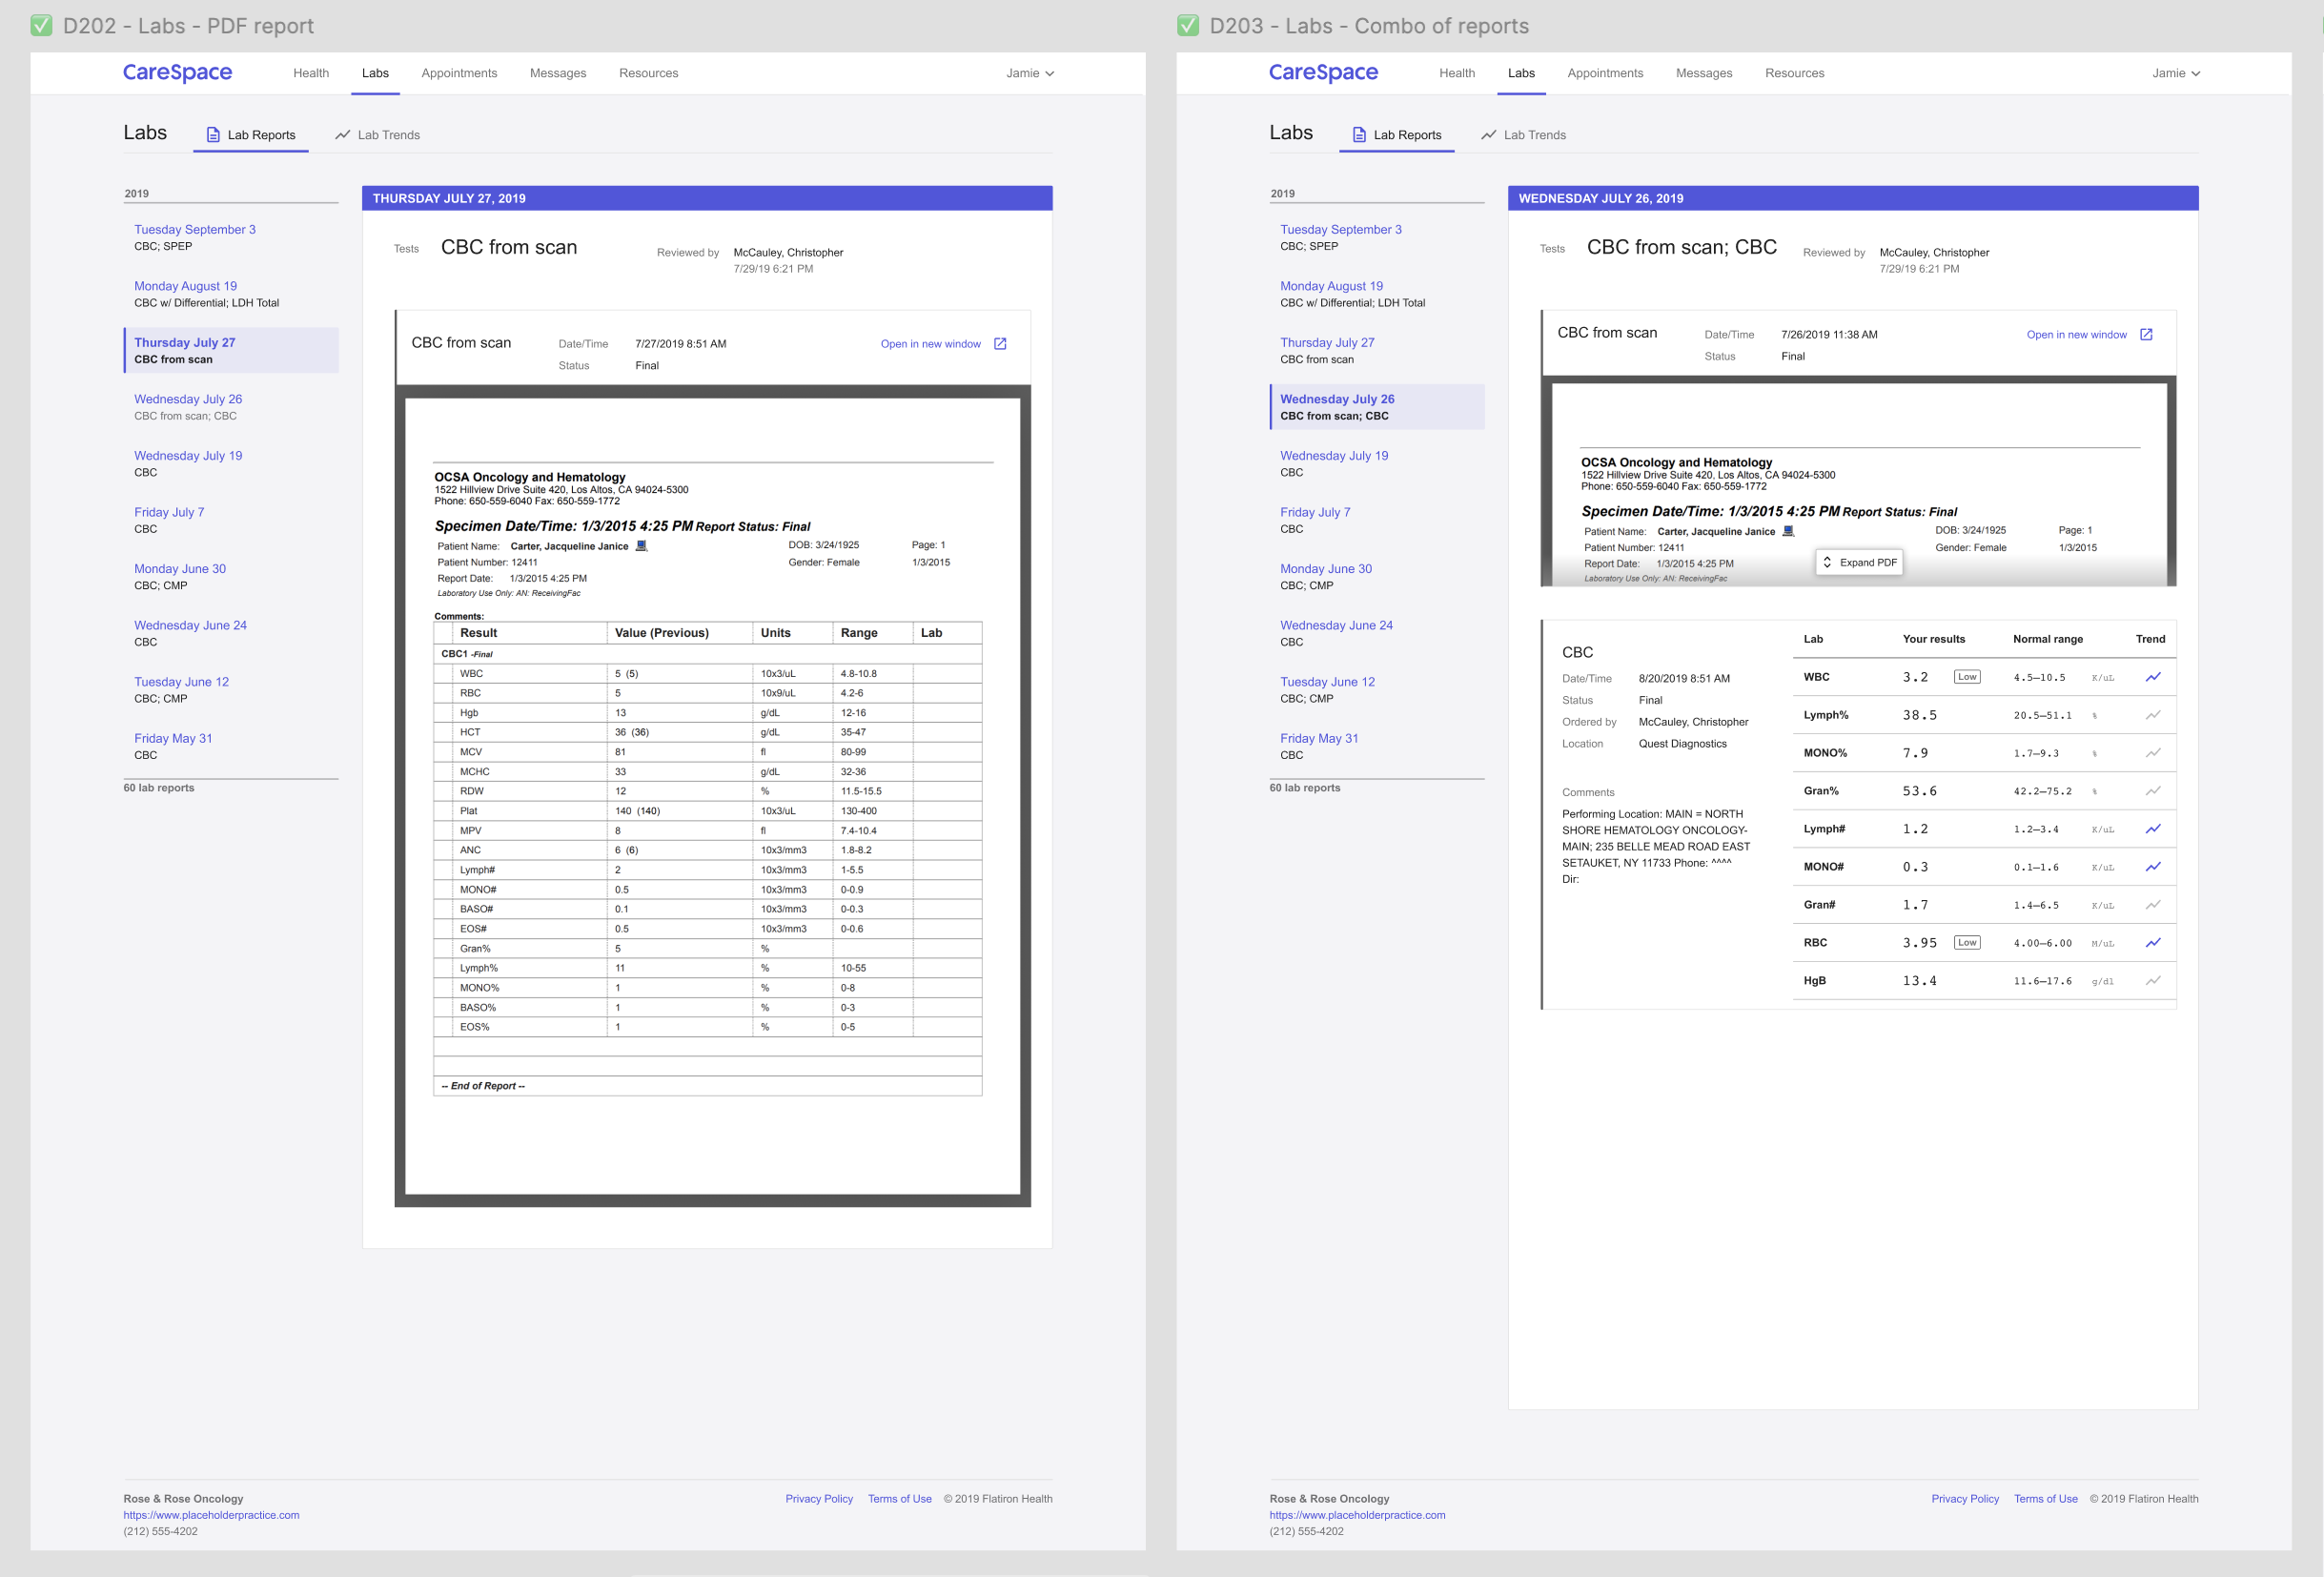 D202 - Labs - PDF report
CareSpace Health Labs Appointments Messages Resources Jamie
Labs Lab Reports Lab Trends
2019
Tuesday September 3
CBC; SPEP
Monday August 19
CBC w/ Differential; LDH Total
Thursday July 27
CBC from scan
Wednesday July 26
CBC from scan; CBC
Wednesday July 19
CBC
Friday July 7
CBC
Monday June 30
CBC; CMP
Wednesday June 24
CBC
Tuesday June 12
CBC; CMP
Friday May 31
CBC
60 lab reports
THURSDAY JULY 27, 2019
Tests CBC from scan Reviewed by McCauley, Christopher
7/29/19 6:21 PM
CBC from scan Date/Time 7/27/2019 8:51 AM Open in new window
Status Final
OCSA Oncology and Hematology
1522 Hillview Drive Suite 420, Los Altos, CA 94024-5300
Phone: 650-559-6040 Fax: 650-559-1772
Specimen Date/Time: 1/3/2015 4:25 PM Report Status: Final
Patient Name: Carter, Jacqueline Janice DOB: 3/24/1925 Page: 1
Patient Number: 12411 Gender: Female 1/3/2015
Report Date: 1/3/2015 4:25 PM
Laboratory Use Only: AN: ReceivingFac
Comments:
Result Value (Previous) Units Range Lab
CBC1 -Final
WBC 5 (5) 10x3/uL 4.8-10.8
RBC 5 10x9/uL 4.2-6
Hgb 13 g/dL 12-16
HCT 36 (36) g/dL 35-47
MCV 81 fl 80-99
MCHC 33 g/dL 32-36
RDW 12 % 11.5-15.5
Plat 140 (140) 10x3/uL 130-400
MPV 8 fl 7.4-10.4
ANC 6 (6) 10x3/mm3 1.8-8.2
Lymph# 2 10x3/mm3 1-5.5
MONO# 0.5 10x3/mm3 0-0.9
BASO# 0.1 10x3/mm3 0-0.3
EOS# 0.5 10x3/mm3 0-0.6
Gran% 5 %
Lymph% 11 % 10-55
MONO% 1 % 0-8
BASO% 1 % 0-3
EOS% 1 % 0-5
-- End of Report --
Rose & Rose Oncology Privacy Policy Terms of Use © 2019 Flatiron Health
https://www.placeholderpractice.com
(212) 555-4202
D203 - Labs - Combo of reports
CareSpace Health Labs Appointments Messages Resources Jamie
Labs Lab Reports Lab Trends
2019
Tuesday September 3
CBC; SPEP
Monday August 19
CBC w/ Differential; LDH Total
Thursday July 27
CBC from scan
Wednesday July 26
CBC from scan; CBC
Wednesday July 19
CBC
Friday July 7
CBC
Monday June 30
CBC; CMP
Wednesday June 24
CBC
Tuesday June 12
CBC; CMP
Friday May 31
CBC
60 lab reports
WEDNESDAY JULY 26, 2019
Tests CBC from scan; CBC Reviewed by McCauley, Christopher
7/29/19 6:21 PM
CBC from scan Date/Time 7/26/2019 11:38 AM Open in new window
Status Final
OCSA Oncology and Hematology
1522 Hillview Drive Suite 420, Los Altos, CA 94024-5300
Phone: 650-559-6040 Fax: 650-559-1772
Specimen Date/Time: 1/3/2015 4:25 PM Report Status: Final
Patient Name: Carter, Jacqueline Janice DOB: 3/24/1925 Page: 1
Patient Number: 12411 Gender: Female 1/3/2015
Report Date: 1/3/2015 4:25 PM
Laboratory Use Only: AN: ReceivingFac
Expand PDF
CBC
Date/Time 8/20/2019 8:51 AM
Status Final
Ordered by McCauley, Christopher
Location Quest Diagnostics
Comments
Performing Location: MAIN = NORTH
SHORE HEMATOLOGY ONCOLOGY-
MAIN; 235 BELLE MEAD ROAD EAST
SETAUKET, NY 11733 Phone: ^^^^
Dir:
Lab Your results Normal range Trend
WBC 3.2 Low 4.5–10.5 K/uL
Lymph% 38.5 20.5–51.1 %
MONO% 7.9 1.7–9.3 %
Gran% 53.6 42.2–75.2 %
Lymph# 1.2 1.2–3.4 K/uL
MONO# 0.3 0.1–1.6 K/uL
Gran# 1.7 1.4–6.5 K/uL
RBC 3.95 Low 4.00–6.00 M/uL
HgB 13.4 11.6–17.6 g/dl
Rose & Rose Oncology Privacy Policy Terms of Use © 2019 Flatiron Health
https://www.placeholderpractice.com
(212) 555-4202